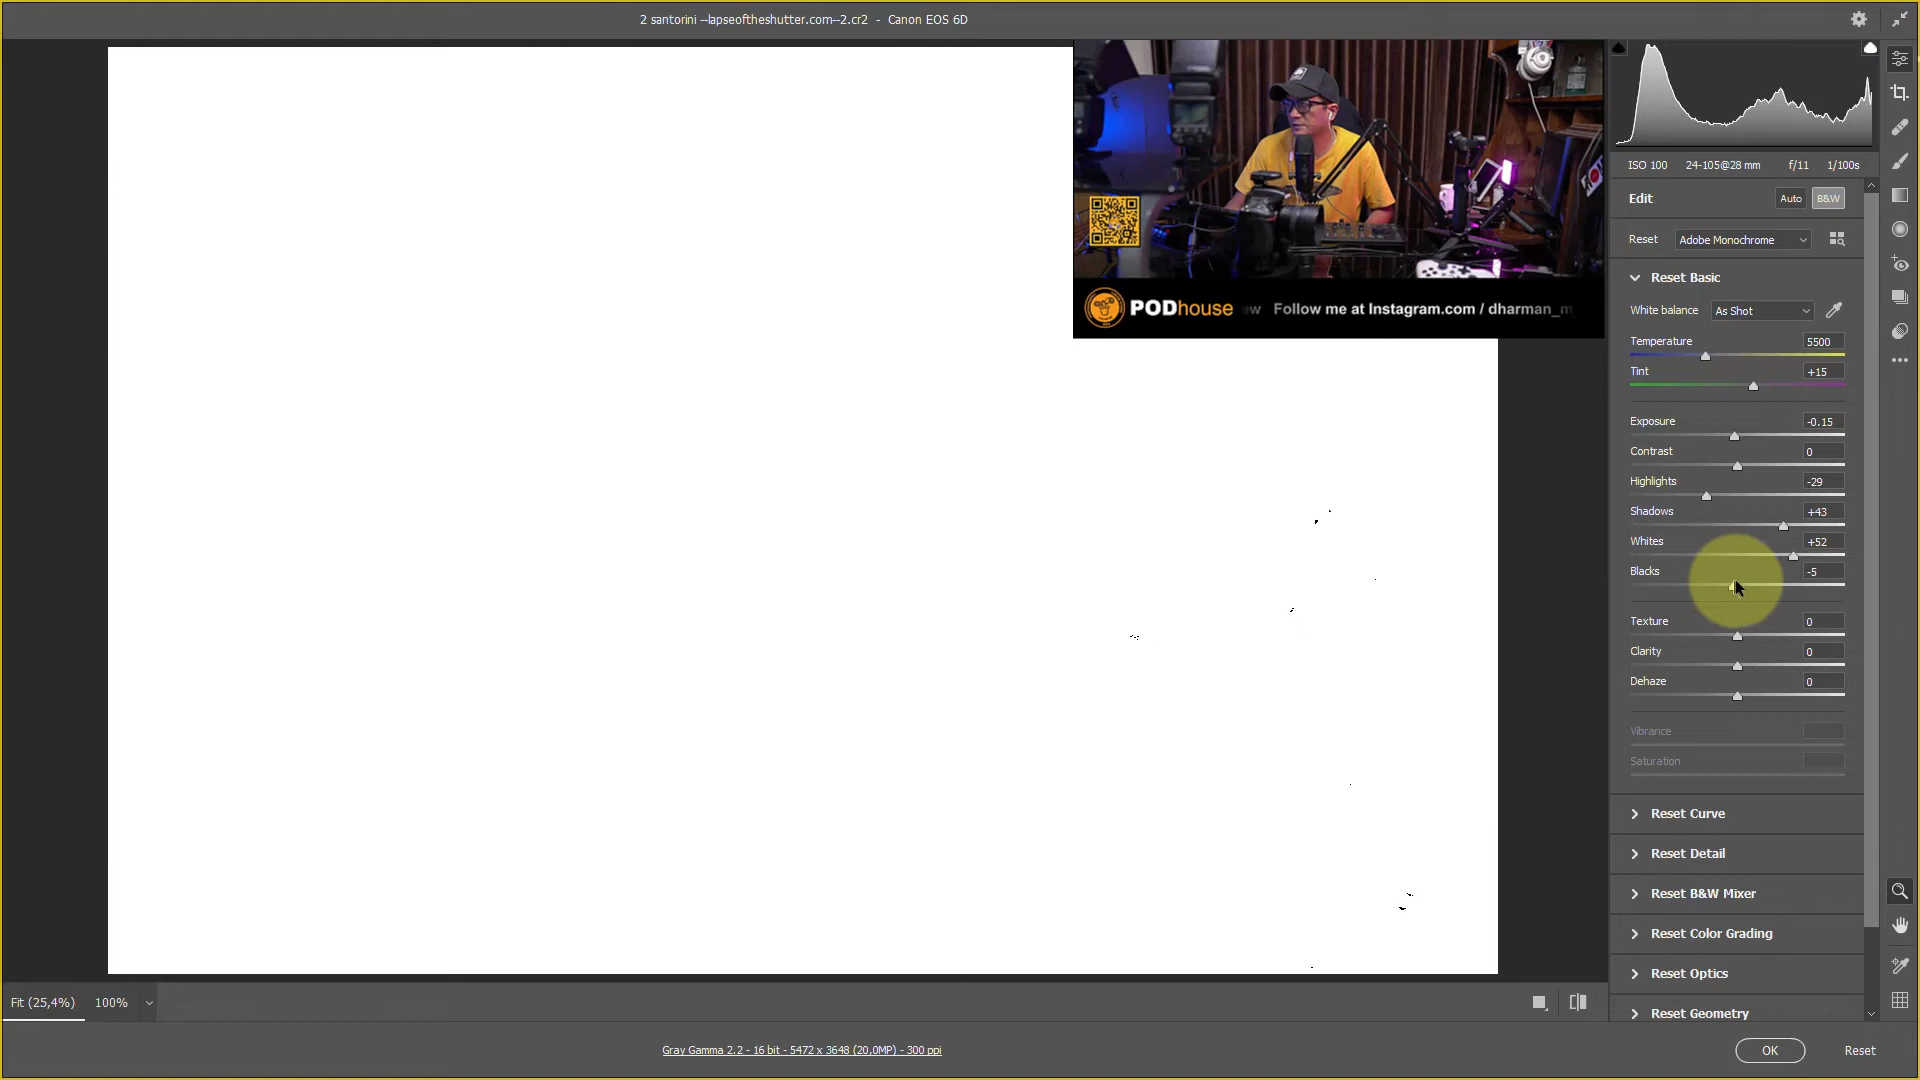 2 santorini --lapseoftheshutter.com--2.cr2 - Canon EOS 6D
ISO 100 24-105@28 mm f/11 1/100s
Edit Auto B&W
Reset Adobe Monochrome
Reset Basic
White balance As Shot
Temperature 5500
Tint +15
Exposure -0.15
Contrast 0
Highlights -29
Shadows +43
Whites +52
Blacks -5
Texture 0
Clarity 0
Dehaze 0
Vibrance
Saturation
Reset Curve
Reset Detail
Reset B&W Mixer
Reset Color Grading
Reset Optics
Reset Geometry
PODhouse ew Follow me at Instagram.com / dharman_m
Fit (25,4%) 100%
Gray Gamma 2.2 - 16 bit - 5472 x 3648 (20,0MP) - 300 ppi
OK Reset